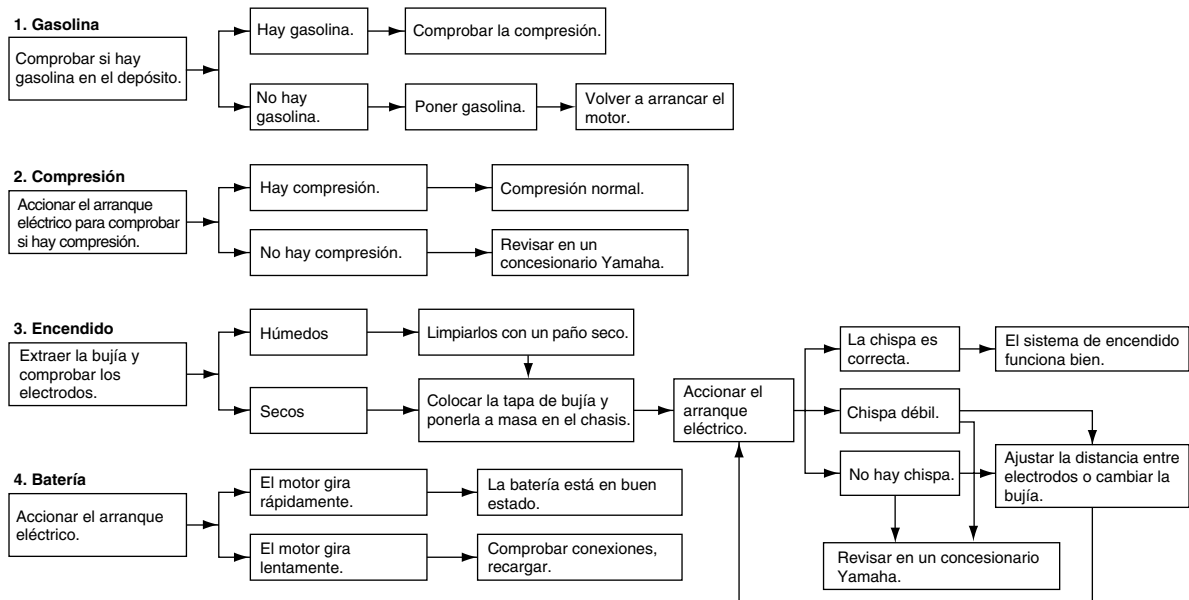 1. Gasolina
Comprobar si hay
gasolina en el depósito.
Hay gasolina.
Comprobar la compresión.
No hay
gasolina.
Poner gasolina.
Volver a arrancar el
motor.
2. Compresión
Accionar el arranque
eléctrico para comprobar
si hay compresión.
Hay compresión.
Compresión normal.
No hay compresión.
Revisar en un
concesionario Yamaha.
3. Encendido
Extraer la bujía y
comprobar los
electrodos.
Húmedos
Limpiarlos con un paño seco.
Secos
Colocar la tapa de bujía y
ponerla a masa en el chasis.
Accionar el
arranque
eléctrico.
La chispa es
correcta.
El sistema de encendido
funciona bien.
Chispa débil.
No hay chispa.
Ajustar la distancia entre
electrodos o cambiar la
bujía.
Revisar en un concesionario
Yamaha.
4. Batería
Accionar el arranque
eléctrico.
El motor gira
rápidamente.
La batería está en buen
estado.
El motor gira
lentamente.
Comprobar conexiones,
recargar.